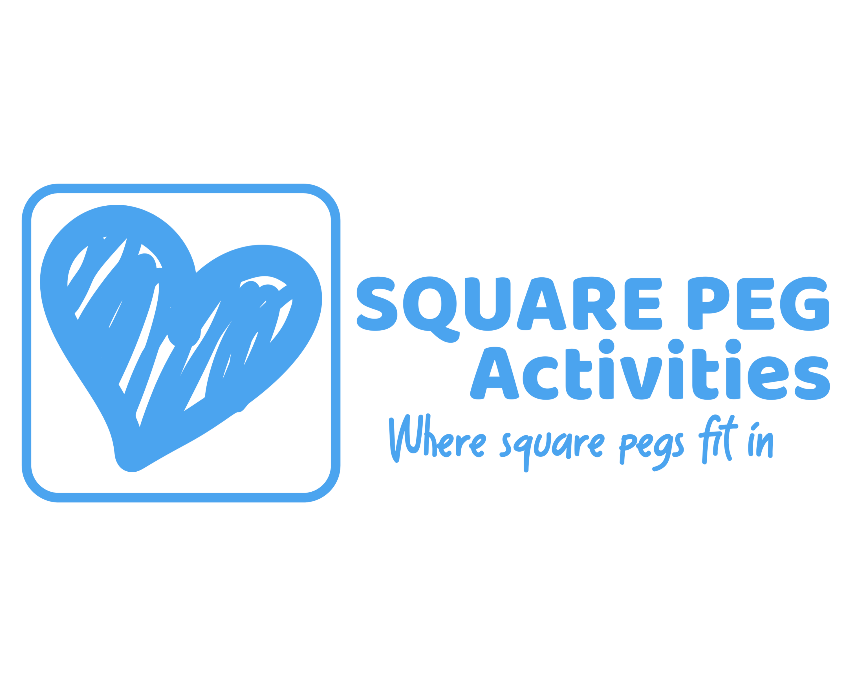 SQUARE PEG
Activities
Where square pegs fit in